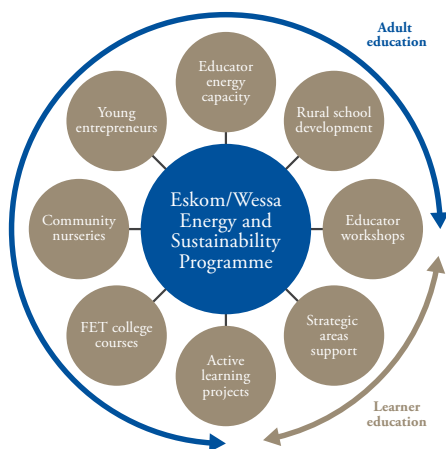 Adult
education
Educator
energy
capacity
Young
entrepreneurs
Rural school
development
Eskom/Wessa
Energy and
Sustainability
Programme
Community
nurseries
Educator
workshops
FET college
courses
Strategic
areas
support
Active
learning
projects
Learner
education